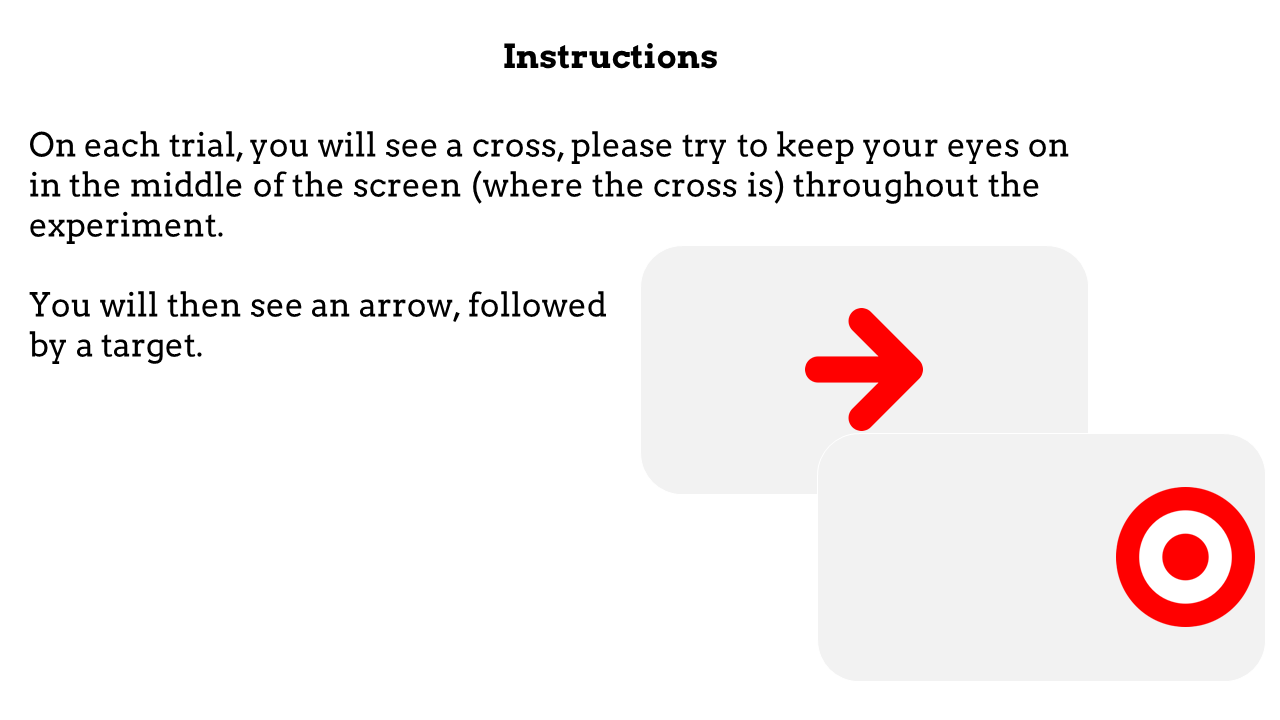 Instructions
On each trial, you will see a cross, please try to keep your eyes on
in the middle of the screen (where the cross is) throughout the
experiment.
You will then see an arrow, followed
by a target.